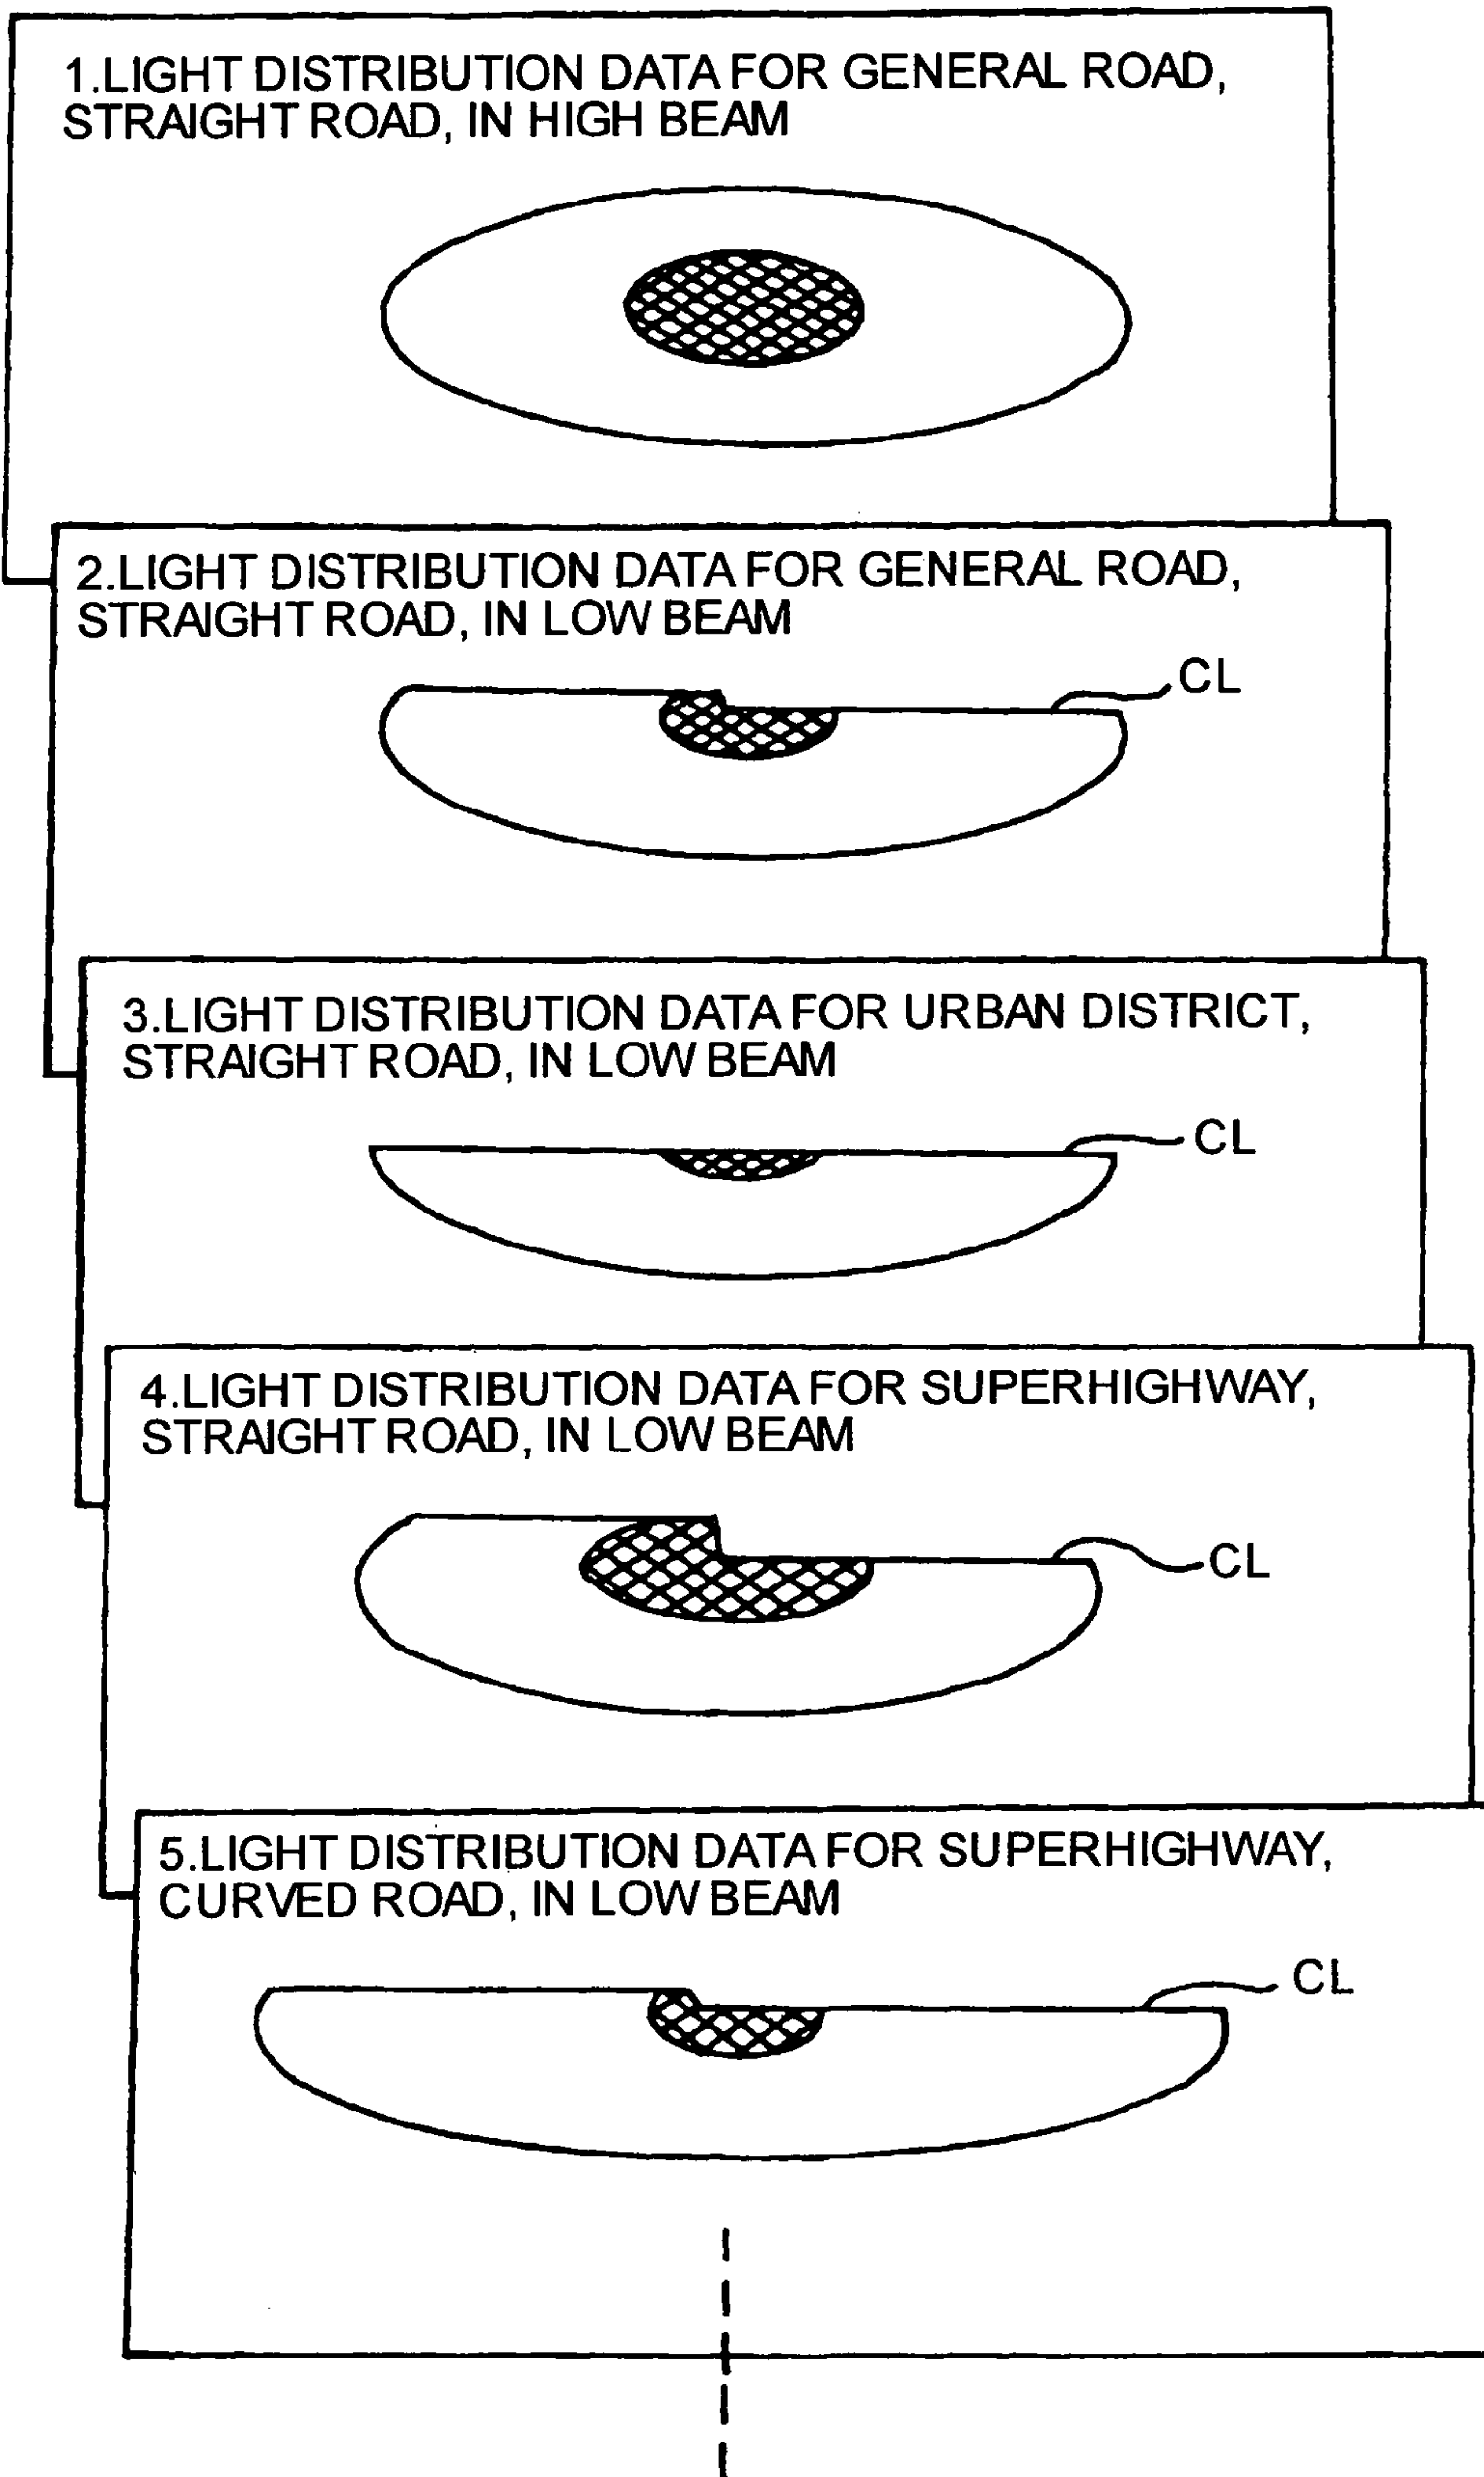 1.LIGHT DISTRIBUTION DATA FOR GENERAL ROAD,
STRAIGHT ROAD, IN HIGH BEAM
2.LIGHT DISTRIBUTION DATA FOR GENERAL ROAD,
STRAIGHT ROAD, IN LOW BEAM
CL
3.LIGHT DISTRIBUTION DATA FOR URBAN DISTRICT,
STRAIGHT ROAD, IN LOW BEAM
CL
4.LIGHT DISTRIBUTION DATA FOR SUPERHIGHWAY,
STRAIGHT ROAD, IN LOW BEAM
CL
5.LIGHT DISTRIBUTION DATA FOR SUPERHIGHWAY,
CURVED ROAD, IN LOW BEAM
CL